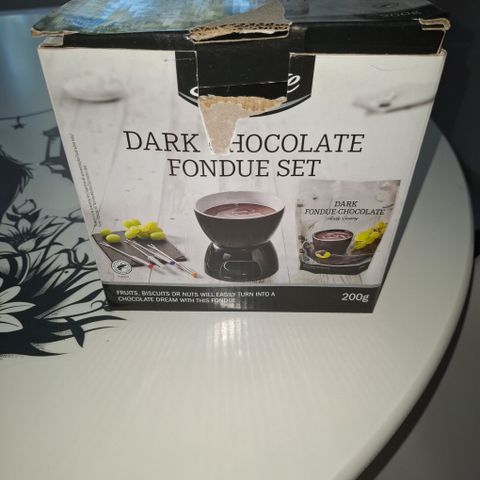 200g
DARK CHOCOLATE
FONDUE SET
DARK
FONDUE-CHOCOLATE
FRUITS, BISCUITS OR NUTS WILL EASILY TURN INTO A
CHOCOLATE DREAM WITH THIS FONDUE
200g